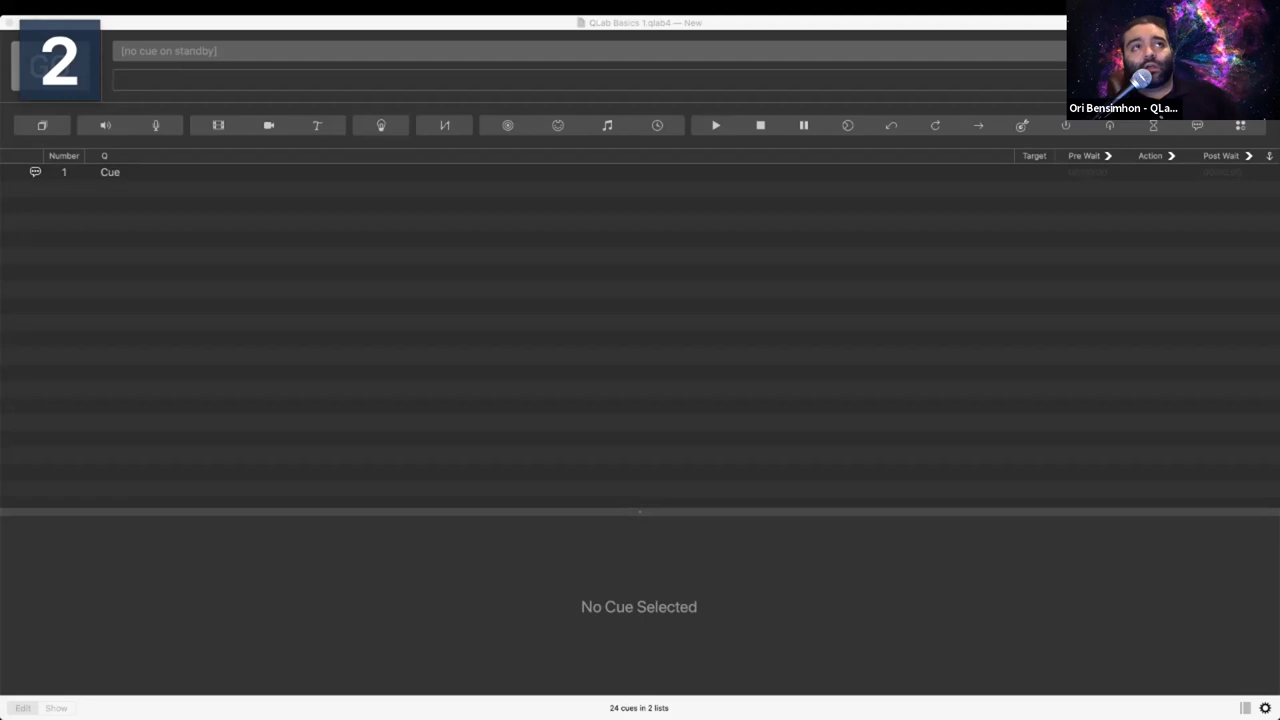 QLab Basics 1.qlab4 — New
2
[no cue on standby]
Ori Bensimhon - QLa...
Number Q Target Pre Wait Action Post Wait
1 Cue
No Cue Selected
Edit Show 24 cues in 2 lists